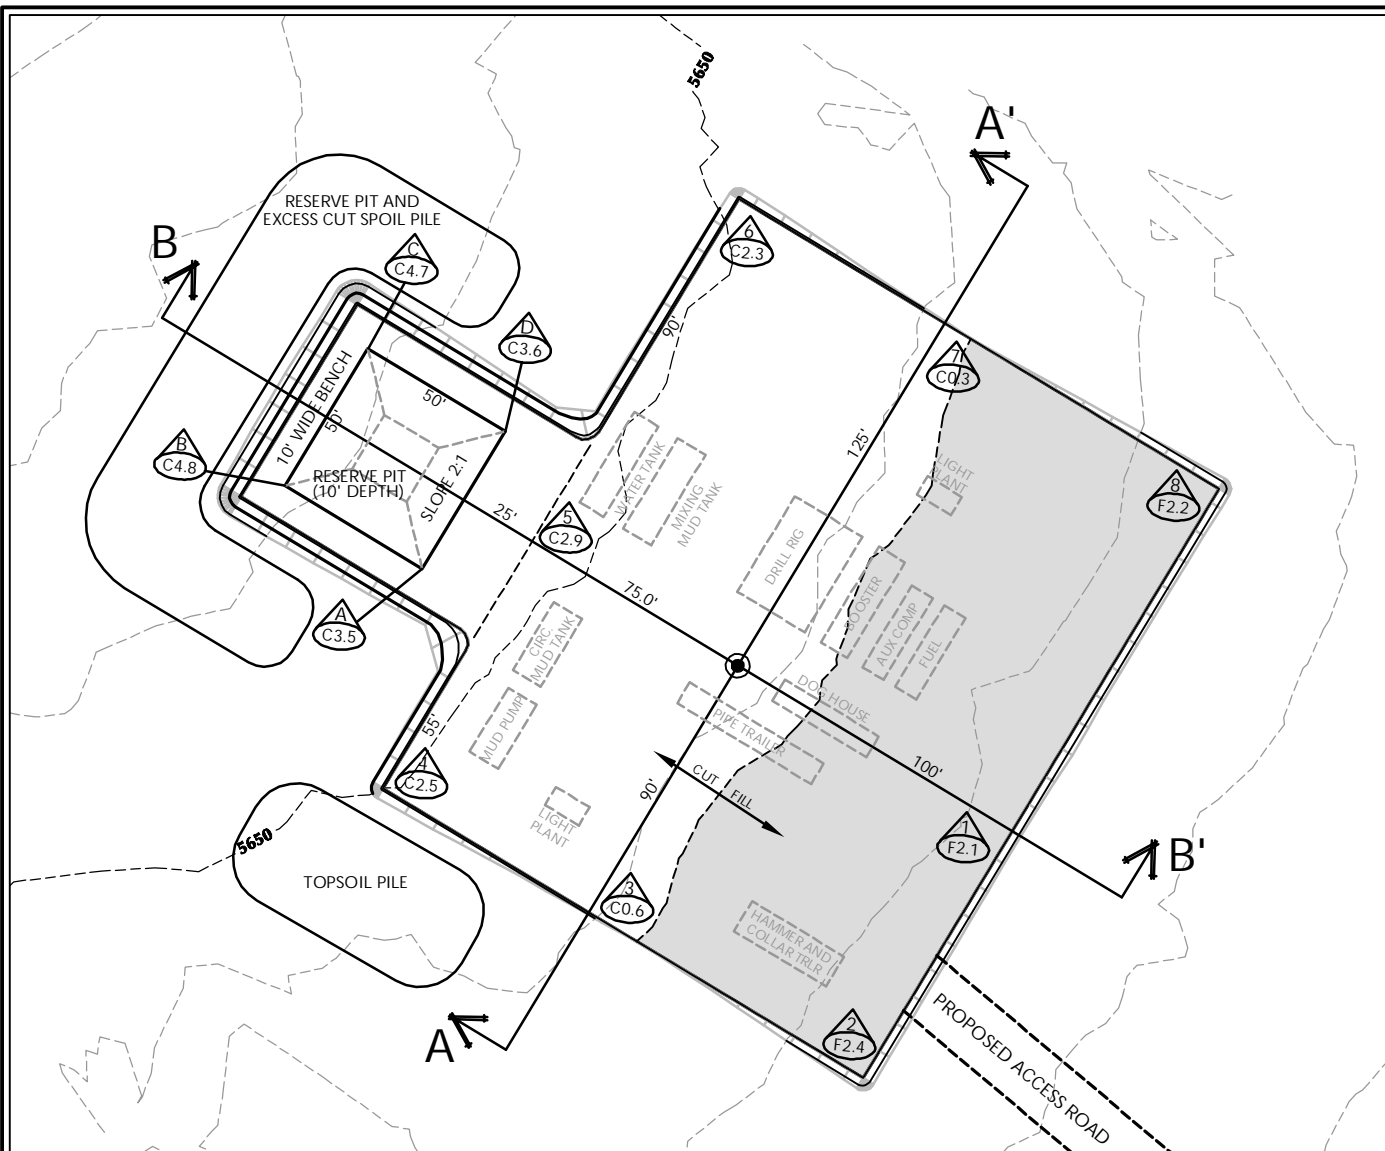 5650
A'
RESERVE PIT AND
EXCESS CUT SPOIL PILE
B
C
C4.7
6
C2.3
D
C3.6
90'
7
C0.3
10' WIDE BENCH
50'
50'
125'
B
C4.8
RESERVE PIT
(10' DEPTH)
SLOPE 2:1
WATER TANK
MIXING
MUD TANK
LIGHT
PLANT
8
F2.2
25'
5
C2.9
DRILL RIG
75.0'
BOOSTER
AUX COMP
FUEL
A
C3.5
CIRC.
MUD TANK
DOG HOUSE
PIPE TRAILER
MUD PUMP
55'
4
C2.5
90'
CUT
FILL
100'
LIGHT
PLANT
1
F2.1
B'
5650
TOPSOIL PILE
3
C0.6
HAMMER AND
COLLAR TRLR
2
F2.4
A
PROPOSED ACCESS ROAD